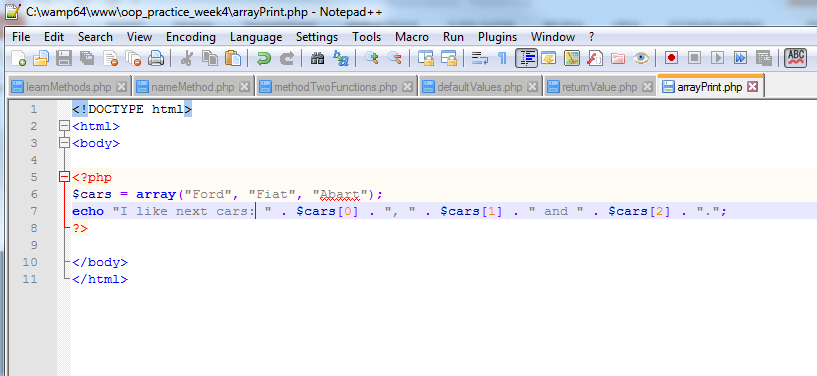 C:\wamp64\www\oop_practice_week4\arrayPrint.php - Notepad++
File Edit Search View Encoding Language Settings Tools Macro Run Plugins Window ?
ABC
learnMethods.php nameMethod.php methodTwoFunctions.php defaultValues.php returnValue.php arrayPrint.php
1 <!DOCTYPE html>
2 <html>
3 <body>
4
5 <?php
6 $cars = array("Ford", "Fiat", "Abart");
7 echo "I like next cars: " . $cars[0] . ", " . $cars[1] . " and " . $cars[2] . ".";
8 ?>
9
10 </body>
11 </html>